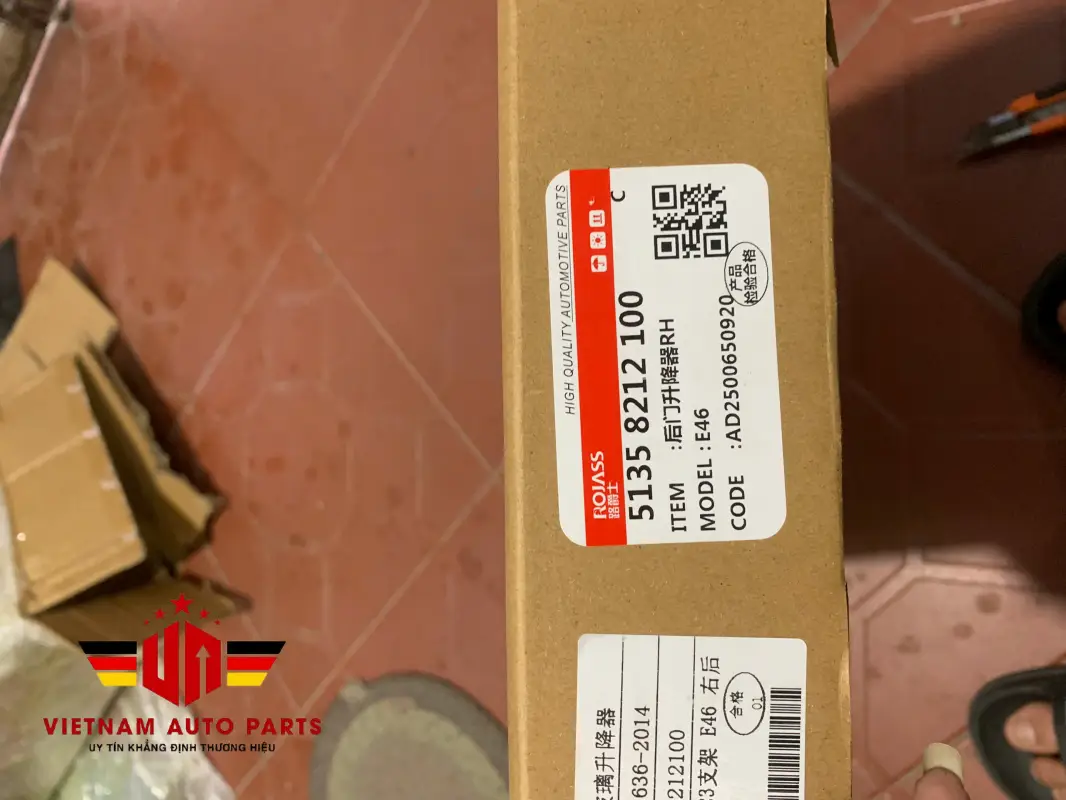 HIGH QUALITY AUTOMOTIVE PARTS
ROJASS
路爵士
C
5135 8212 100
ITEM :后门升降器RH
MODEL : E46
CODE :AD2500650920
产品
检验合格
玻璃升降器
636-2014
212100
支架 E46 右后
合格
01
VIETNAM AUTO PARTS
UY TÍN KHẲNG ĐỊNH THƯƠNG HIỆU